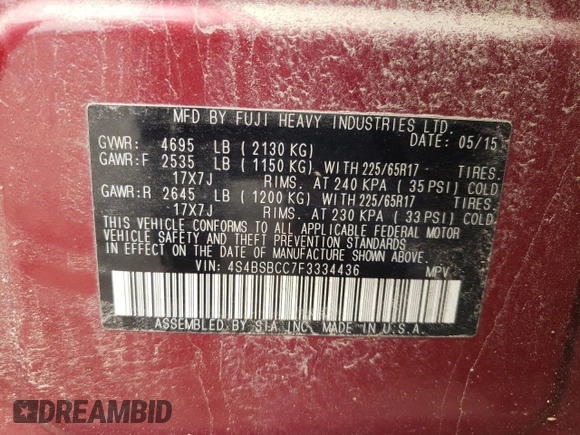 MFD BY FUJI HEAVY INDUSTRIES LTD.
DATE: 05/15
GVWR: 4695 LB ( 2130 KG)
GAWR:F 2535 LB ( 1150 KG) WITH 225/65R17 TIRES.
17X7J RIMS. AT 240 KPA ( 35 PSI) COLD
GAWR:R 2645 LB ( 1200 KG) WITH 225/65R17 TIRES.
17X7J RIMS. AT 230 KPA ( 33 PSI) COLD.
THIS VEHICLE CONFORMS TO ALL APPLICABLE FEDERAL MOTOR
VEHICLE SAFETY AND THEFT PREVENTION STANDARDS
IN EFFECT ON THE DATE OF MANUFACTURE SHOWN ABOVE.
VIN: 4S4BSBCC7F3334436 MPV
ASSEMBLED BY SIA,INC. MADE IN U.S.A.
DREAMBID